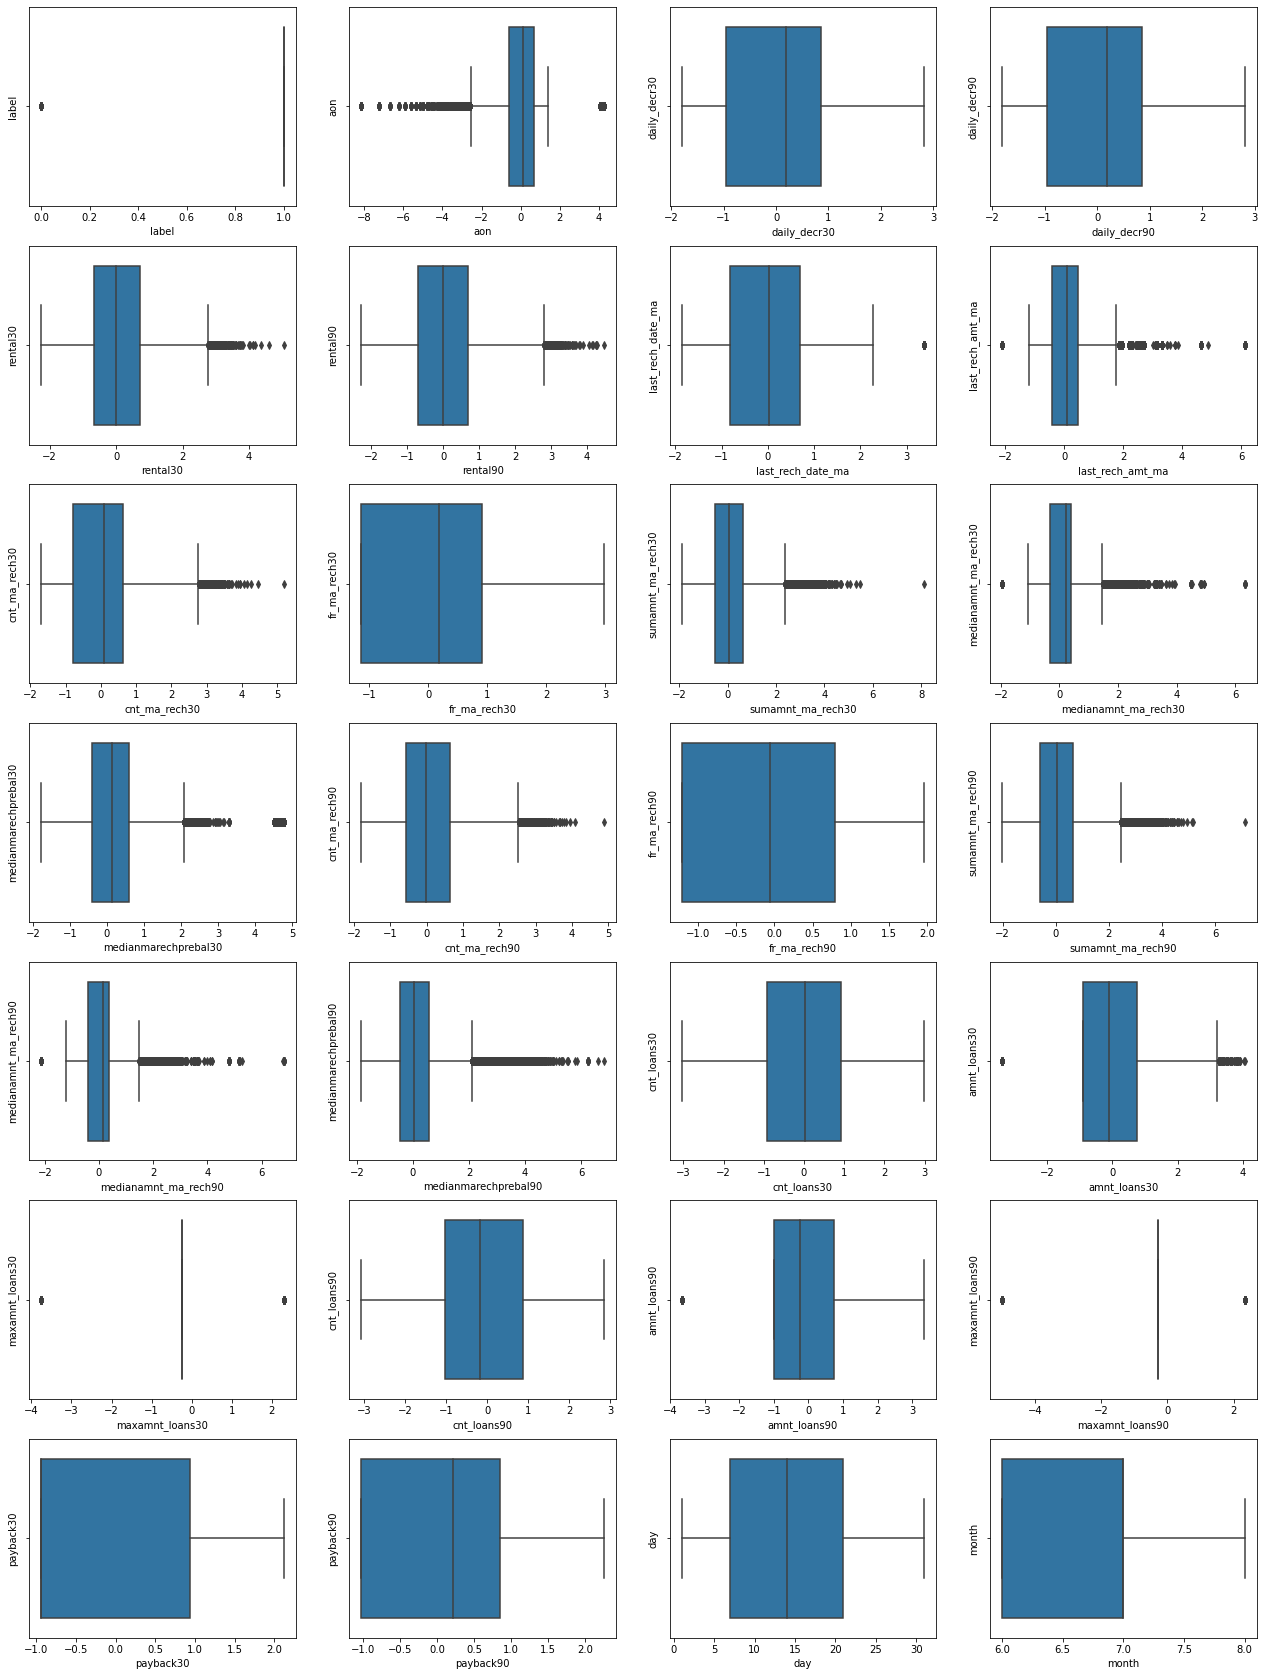 label
0.0 0.2 0.4 0.6 0.8 1.0
label
aon
−8 −6 −4 −2 0 2 4
aon
daily_decr30
−2 −1 0 1 2 3
daily_decr30
daily_decr90
−2 −1 0 1 2 3
daily_decr90
rental30
−2 0 2 4
rental30
rental90
−2 −1 0 1 2 3 4
rental90
last_rech_date_ma
−2 −1 0 1 2 3
last_rech_date_ma
last_rech_amt_ma
−2 0 2 4 6
last_rech_amt_ma
cnt_ma_rech30
−2 −1 0 1 2 3 4 5
cnt_ma_rech30
fr_ma_rech30
−1 0 1 2 3
fr_ma_rech30
sumamnt_ma_rech30
−2 0 2 4 6 8
sumamnt_ma_rech30
medianamnt_ma_rech30
−2 0 2 4 6
medianamnt_ma_rech30
medianmarechprebal30
−2 −1 0 1 2 3 4 5
medianmarechprebal30
cnt_ma_rech90
−2 −1 0 1 2 3 4 5
cnt_ma_rech90
fr_ma_rech90
−1.0 −0.5 0.0 0.5 1.0 1.5 2.0
fr_ma_rech90
sumamnt_ma_rech90
−2 0 2 4 6
sumamnt_ma_rech90
medianamnt_ma_rech90
−2 0 2 4 6
medianamnt_ma_rech90
medianmarechprebal90
−2 0 2 4 6
medianmarechprebal90
cnt_loans30
−3 −2 −1 0 1 2 3
cnt_loans30
amnt_loans30
−2 0 2 4
amnt_loans30
maxamnt_loans30
−4 −3 −2 −1 0 1 2
maxamnt_loans30
cnt_loans90
−3 −2 −1 0 1 2 3
cnt_loans90
amnt_loans90
−4 −3 −2 −1 0 1 2 3
amnt_loans90
maxamnt_loans90
−4 −2 0 2
maxamnt_loans90
payback30
−1.0 −0.5 0.0 0.5 1.0 1.5 2.0
payback30
payback90
−1.0 −0.5 0.0 0.5 1.0 1.5 2.0
payback90
day
0 5 10 15 20 25 30
day
month
6.0 6.5 7.0 7.5 8.0
month